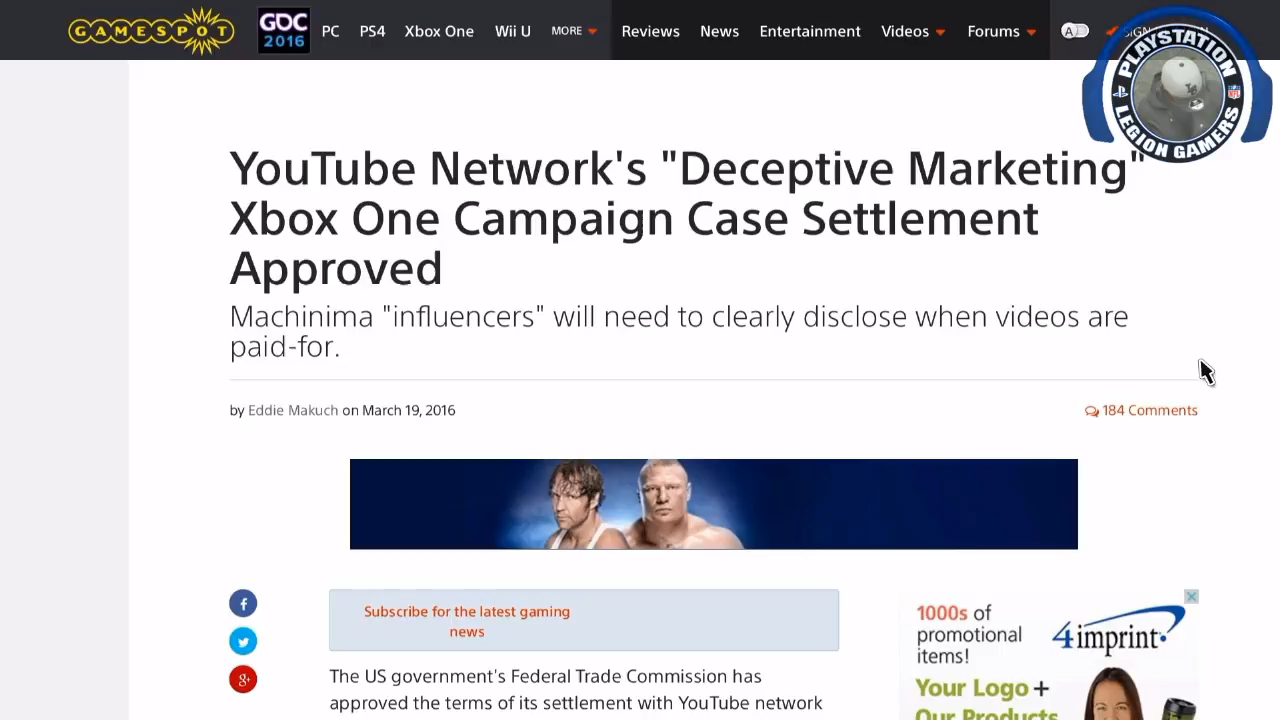 GAMESPOT
GDC
2016
PC PS4 Xbox One Wii U MORE Reviews News Entertainment Videos Forums
PLAYSTATION
LEGION GAMERS
YouTube Network's "Deceptive Marketing"
Xbox One Campaign Case Settlement
Approved
Machinima "influencers" will need to clearly disclose when videos are
paid-for.
by Eddie Makuch on March 19, 2016
184 Comments
Subscribe for the latest gaming
news
The US government's Federal Trade Commission has
approved the terms of its settlement with YouTube network
1000s of
promotional
items!
4imprint
Your Logo +
Our Products